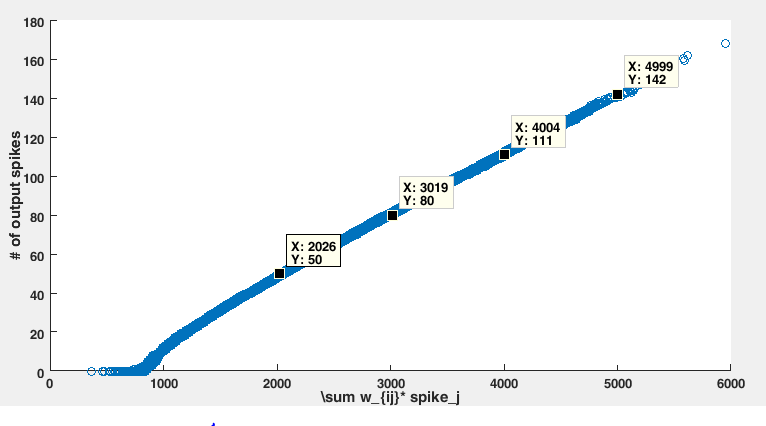 180
160
140
120
100
80
60
40
20
0
# of output spikes
X: 4999
Y: 142
X: 4004
Y: 111
X: 3019
Y: 80
X: 2026
Y: 50
0 1000 2000 3000 4000 5000 6000
\sum w_{ij}* spike_j